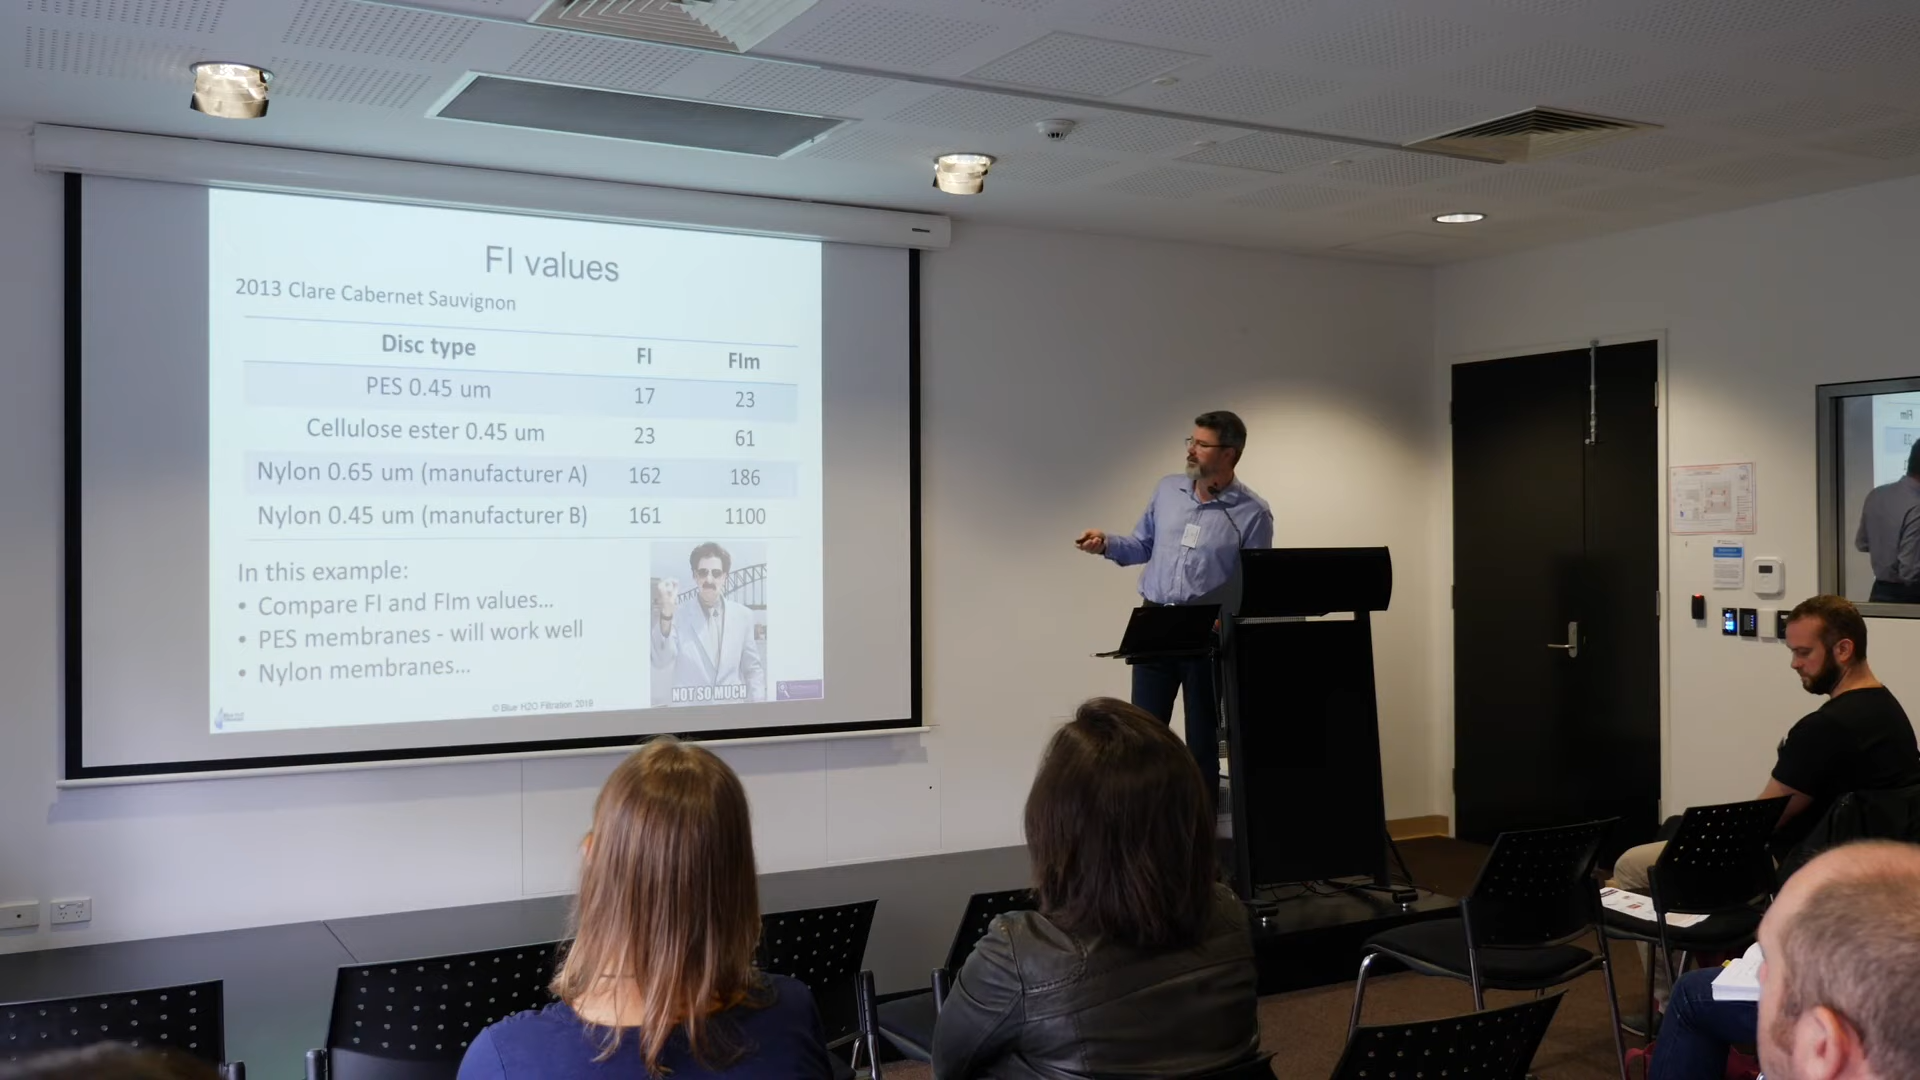 FI values
2013 Clare Cabernet Sauvignon
Disc type FI FIm
PES 0.45 um 17 23
Cellulose ester 0.45 um 23 61
Nylon 0.65 um (manufacturer A) 162 186
Nylon 0.45 um (manufacturer B) 161 1100
In this example:
• Compare FI and FIm values...
• PES membranes - will work well
• Nylon membranes...
NOT SO MUCH
© Blue H2O Filtration 2019